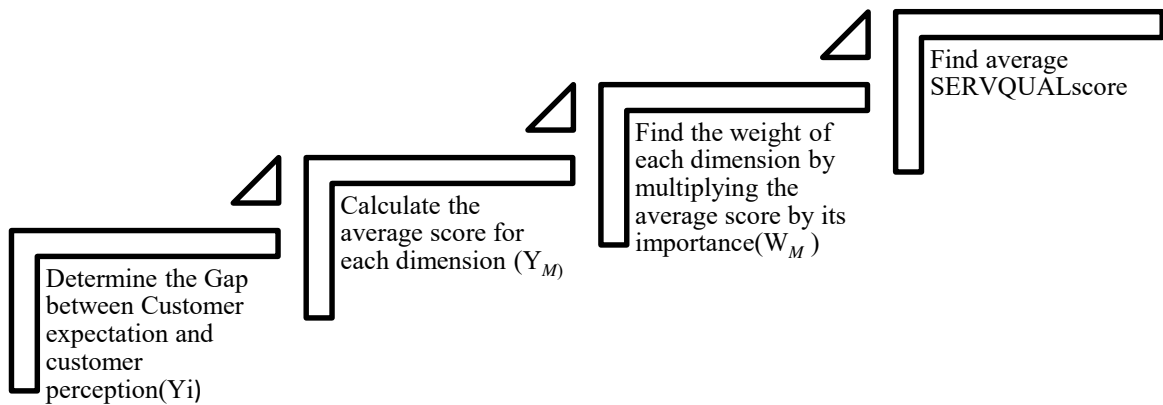 Determine the Gap
between Customer
expectation and
customer
perception(Yi)
Calculate the
average score for
each dimension (Y_M)
Find the weight of
each dimension by
multiplying the
average score by its
importance(W_M )
Find average
SERVQUALscore